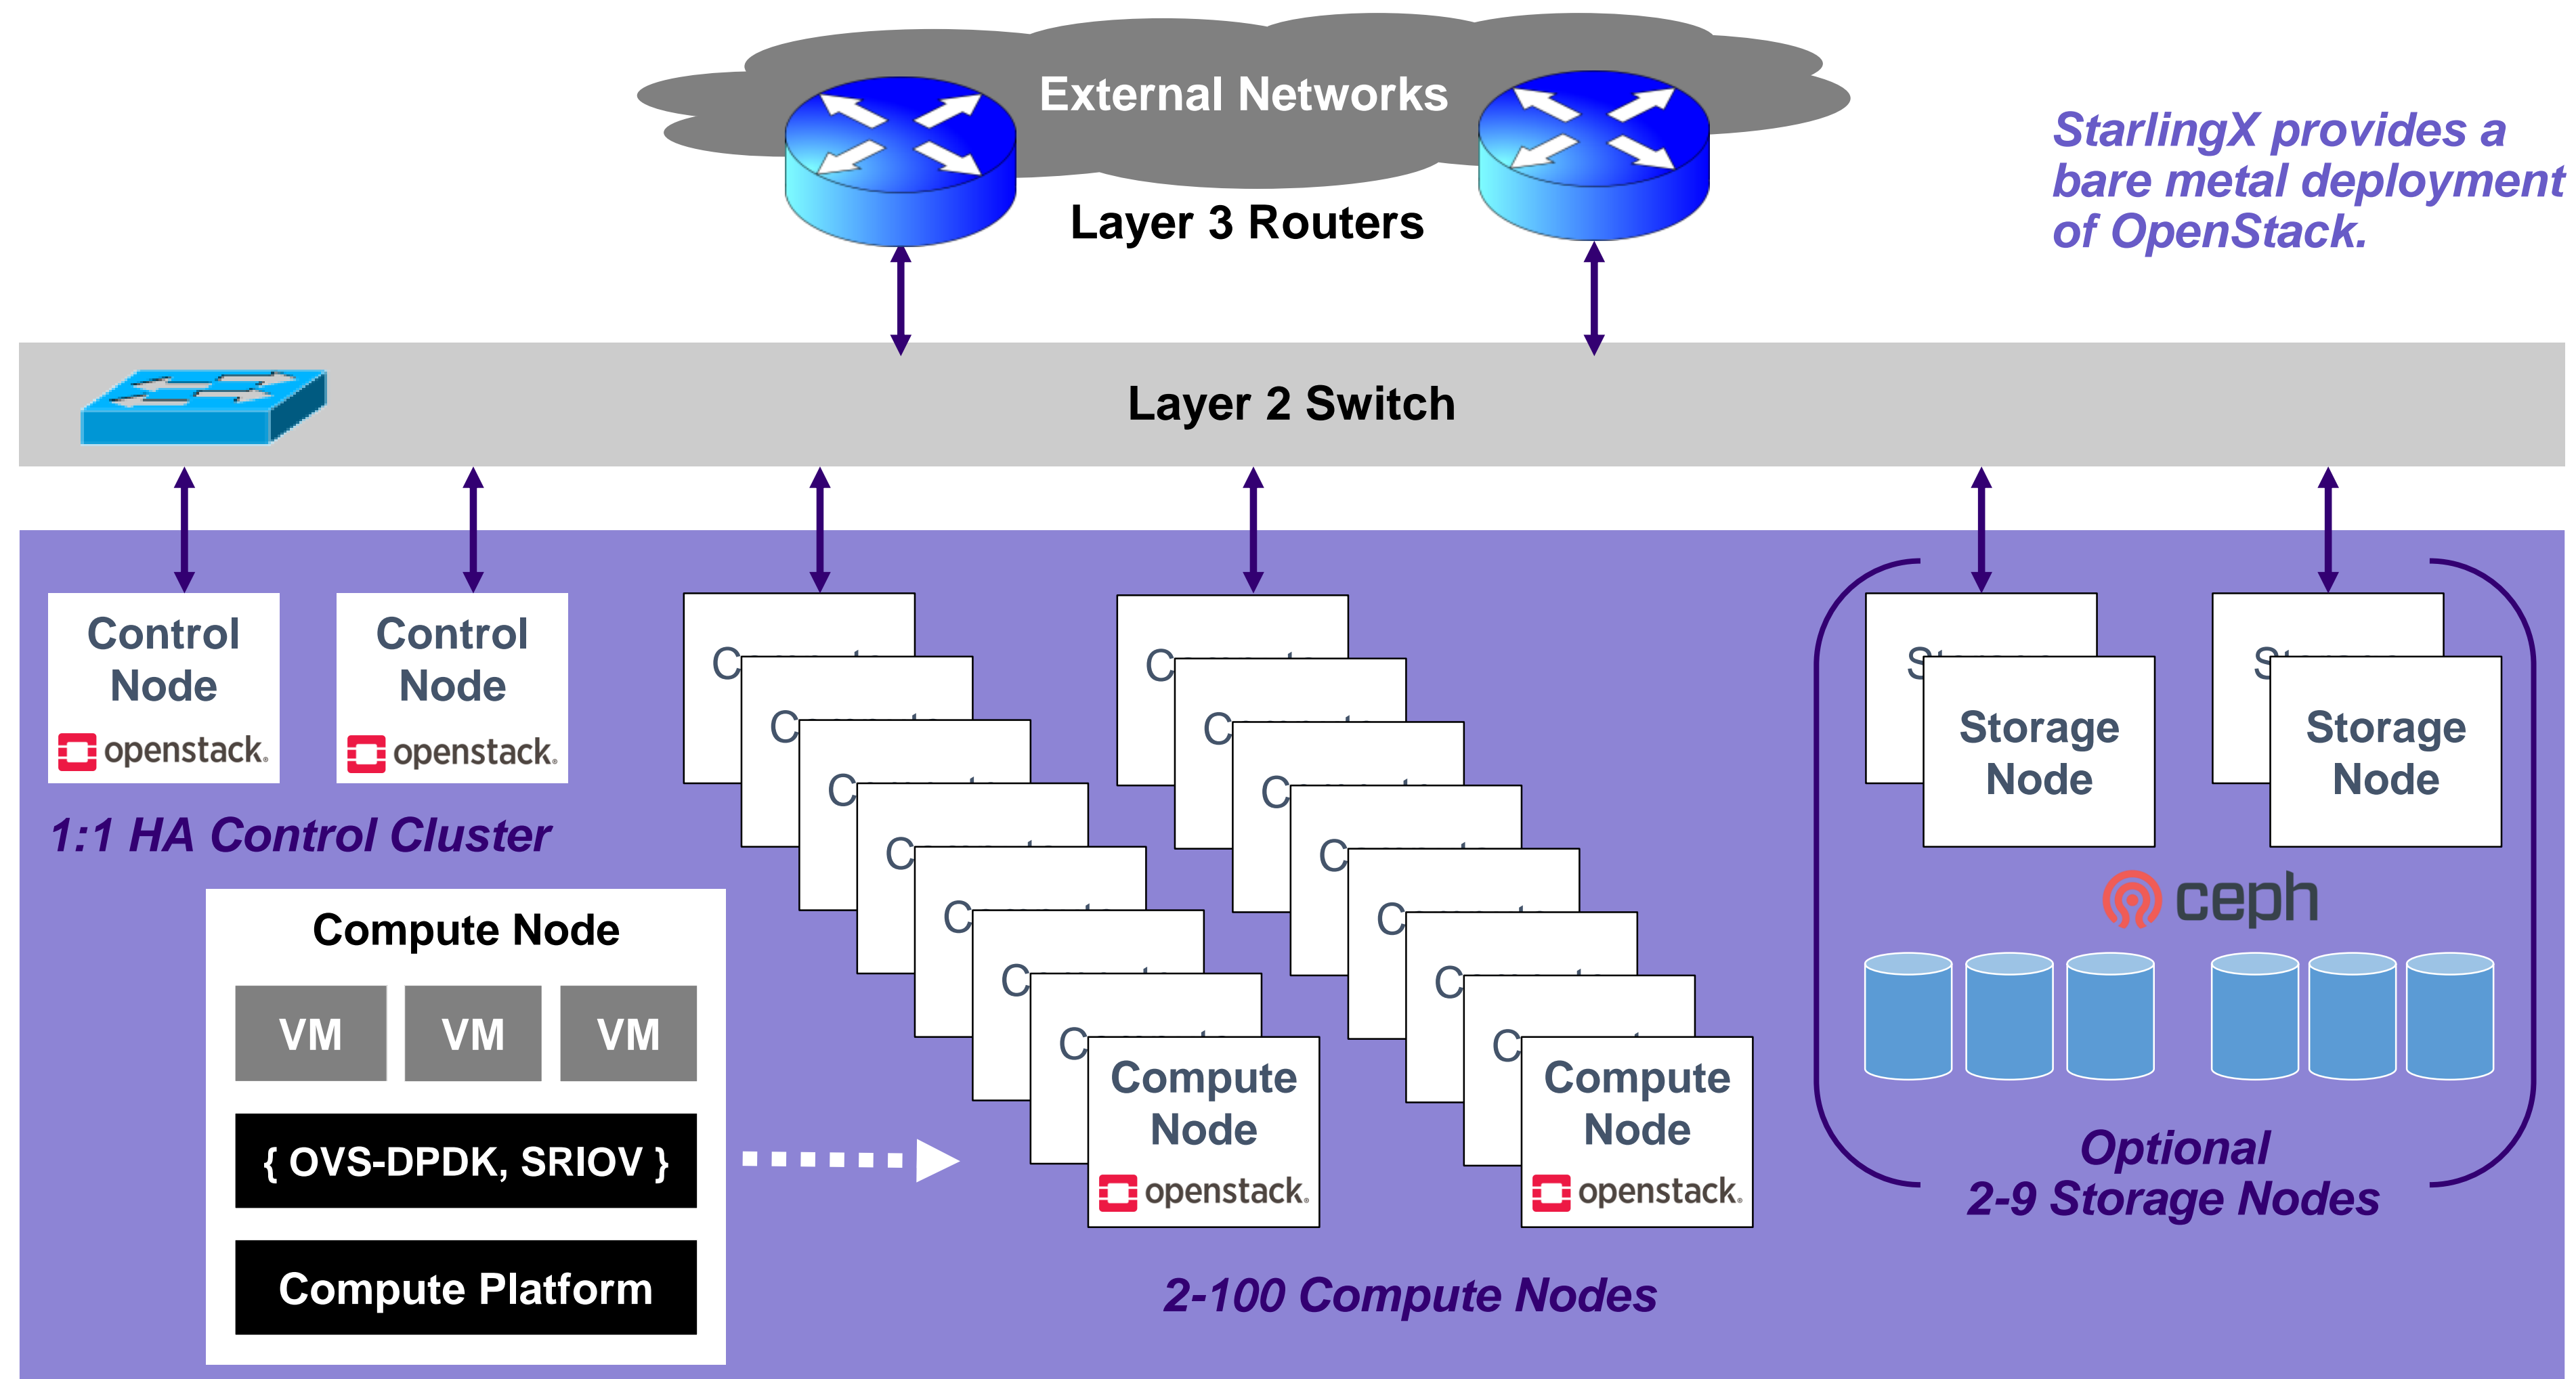 External Networks
StarlingX provides a
bare metal deployment
of OpenStack.
Layer 3 Routers
Layer 2 Switch
Control
Node
openstack.
Control
Node
openstack.
1:1 HA Control Cluster
Compute Node
VM
VM
VM
{ OVS-DPDK, SRIOV }
Compute Platform
Compute
Node
openstack.
Compute
Node
openstack.
2-100 Compute Nodes
Storage
Node
Storage
Node
ceph
Optional
2-9 Storage Nodes